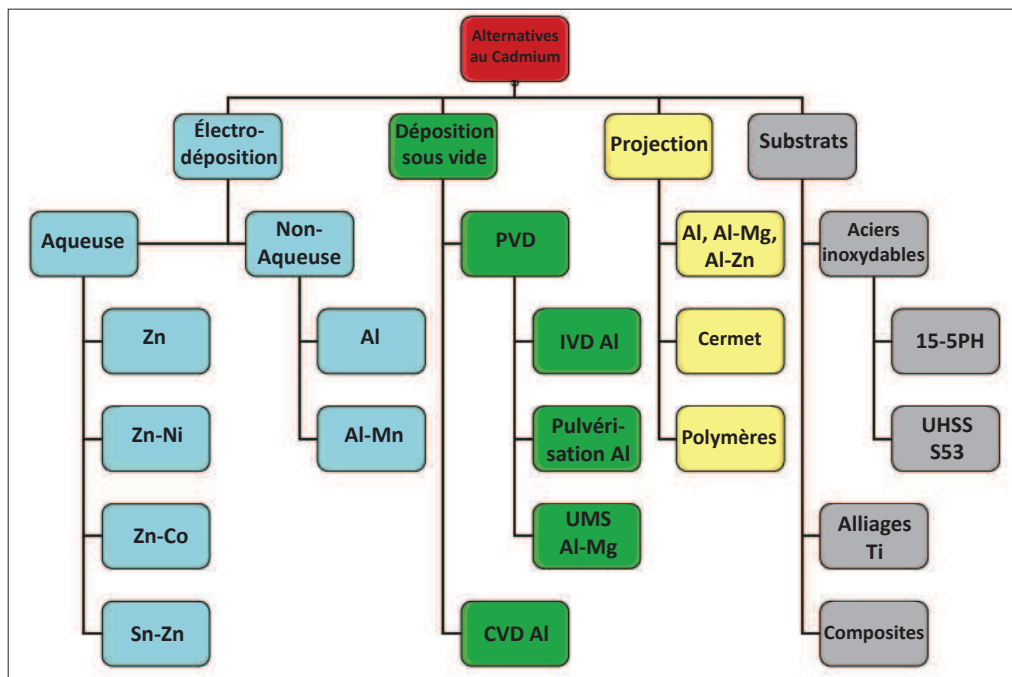 Alternatives
au Cadmium
Électro-
déposition
Déposition
sous vide
Projection
Substrats
Aqueuse
Non-
Aqueuse
PVD
Al, Al-Mg,
Al-Zn
Aciers
inoxydables
Zn
Al
IVD Al
Cermet
15-5PH
Zn-Ni
Al-Mn
Pulvéri-
sation Al
Polymères
UHSS
S53
Zn-Co
UMS
Al-Mg
Alliages
Ti
Sn-Zn
CVD Al
Composites